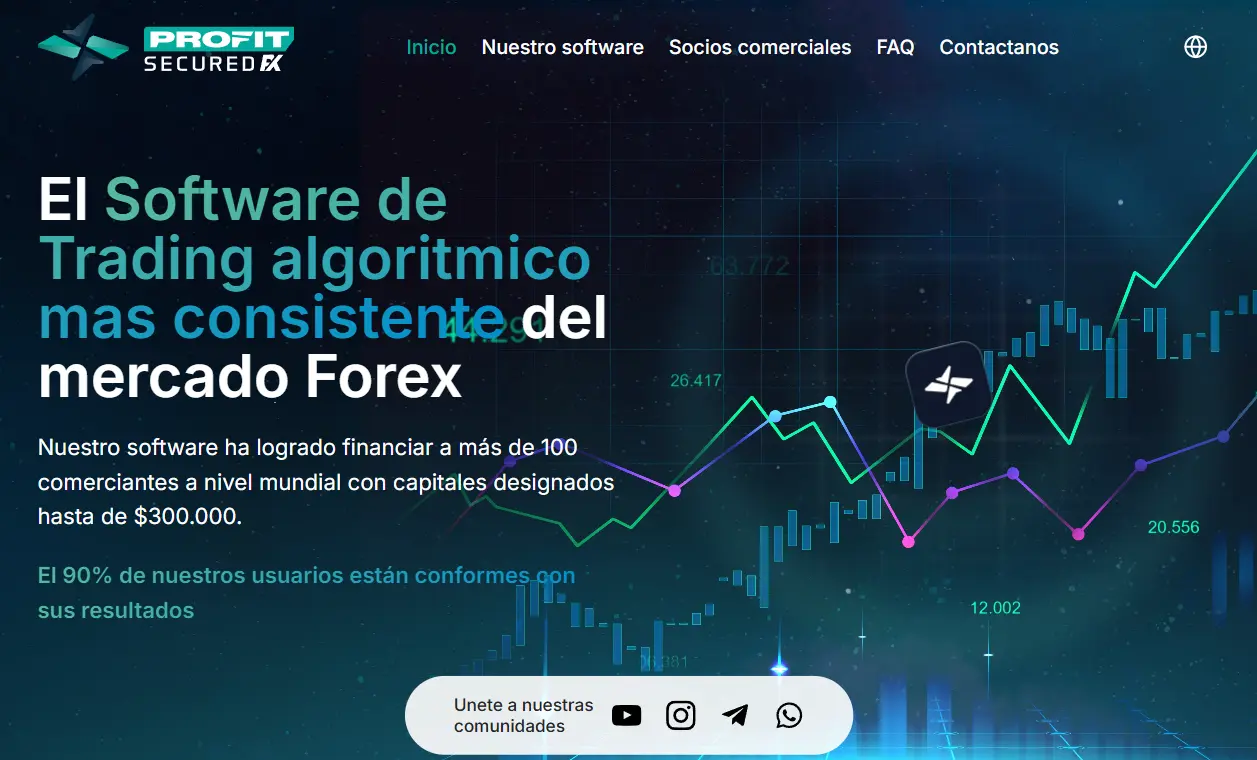 PROFIT
SECURED FX
Inicio Nuestro software Socios comerciales FAQ Contactanos
El Software de
Trading algoritmico
mas consistente del
mercado Forex
83.772
44.291
26.417
Nuestro software ha logrado financiar a más de 100
comerciantes a nivel mundial con capitales designados
hasta de $300.000.
20.556
El 90% de nuestros usuarios están conformes con
sus resultados
12.002
06.381
Unete a nuestras
comunidades